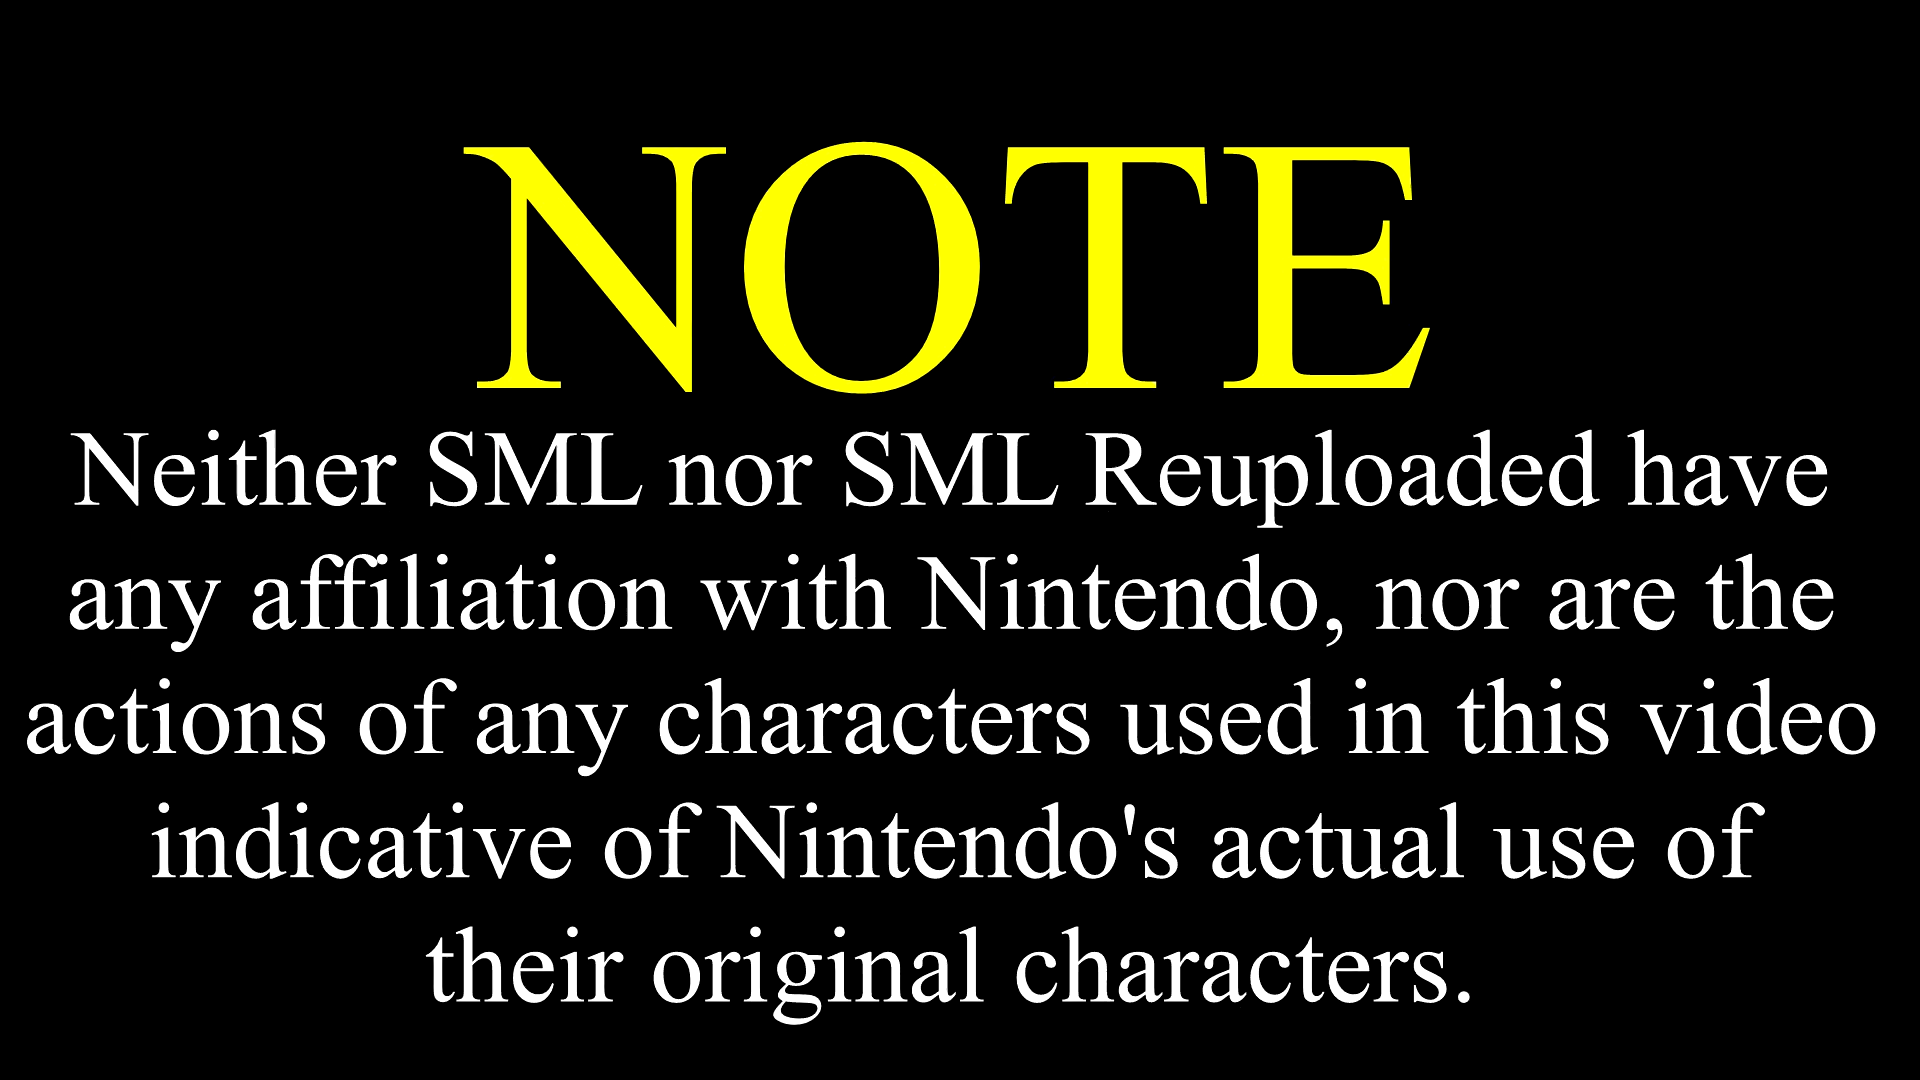 NOTE
Neither SML nor SML Reuploaded have
any affiliation with Nintendo, nor are the
actions of any characters used in this video
indicative of Nintendo's actual use of
their original characters.